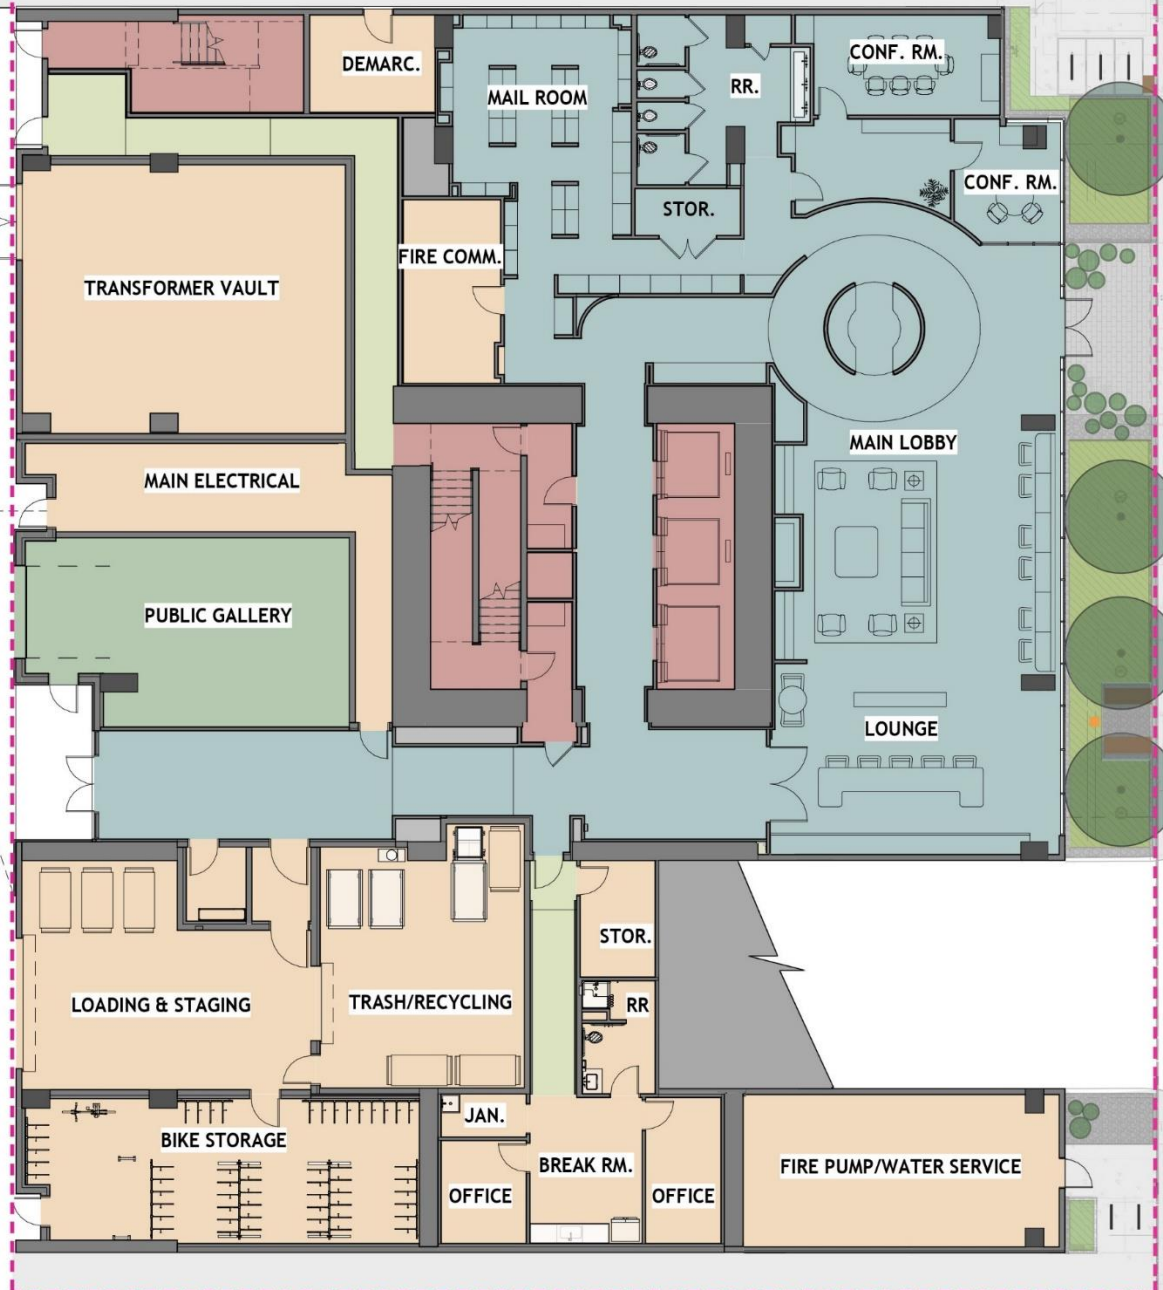 DEMARC.
CONF. RM.
MAIL ROOM
RR.
CONF. RM.
STOR.
FIRE COMM.
TRANSFORMER VAULT
MAIN LOBBY
MAIN ELECTRICAL
PUBLIC GALLERY
LOUNGE
STOR.
LOADING & STAGING
TRASH/RECYCLING
RR
JAN.
BIKE STORAGE
BREAK RM.
FIRE PUMP/WATER SERVICE
OFFICE
OFFICE